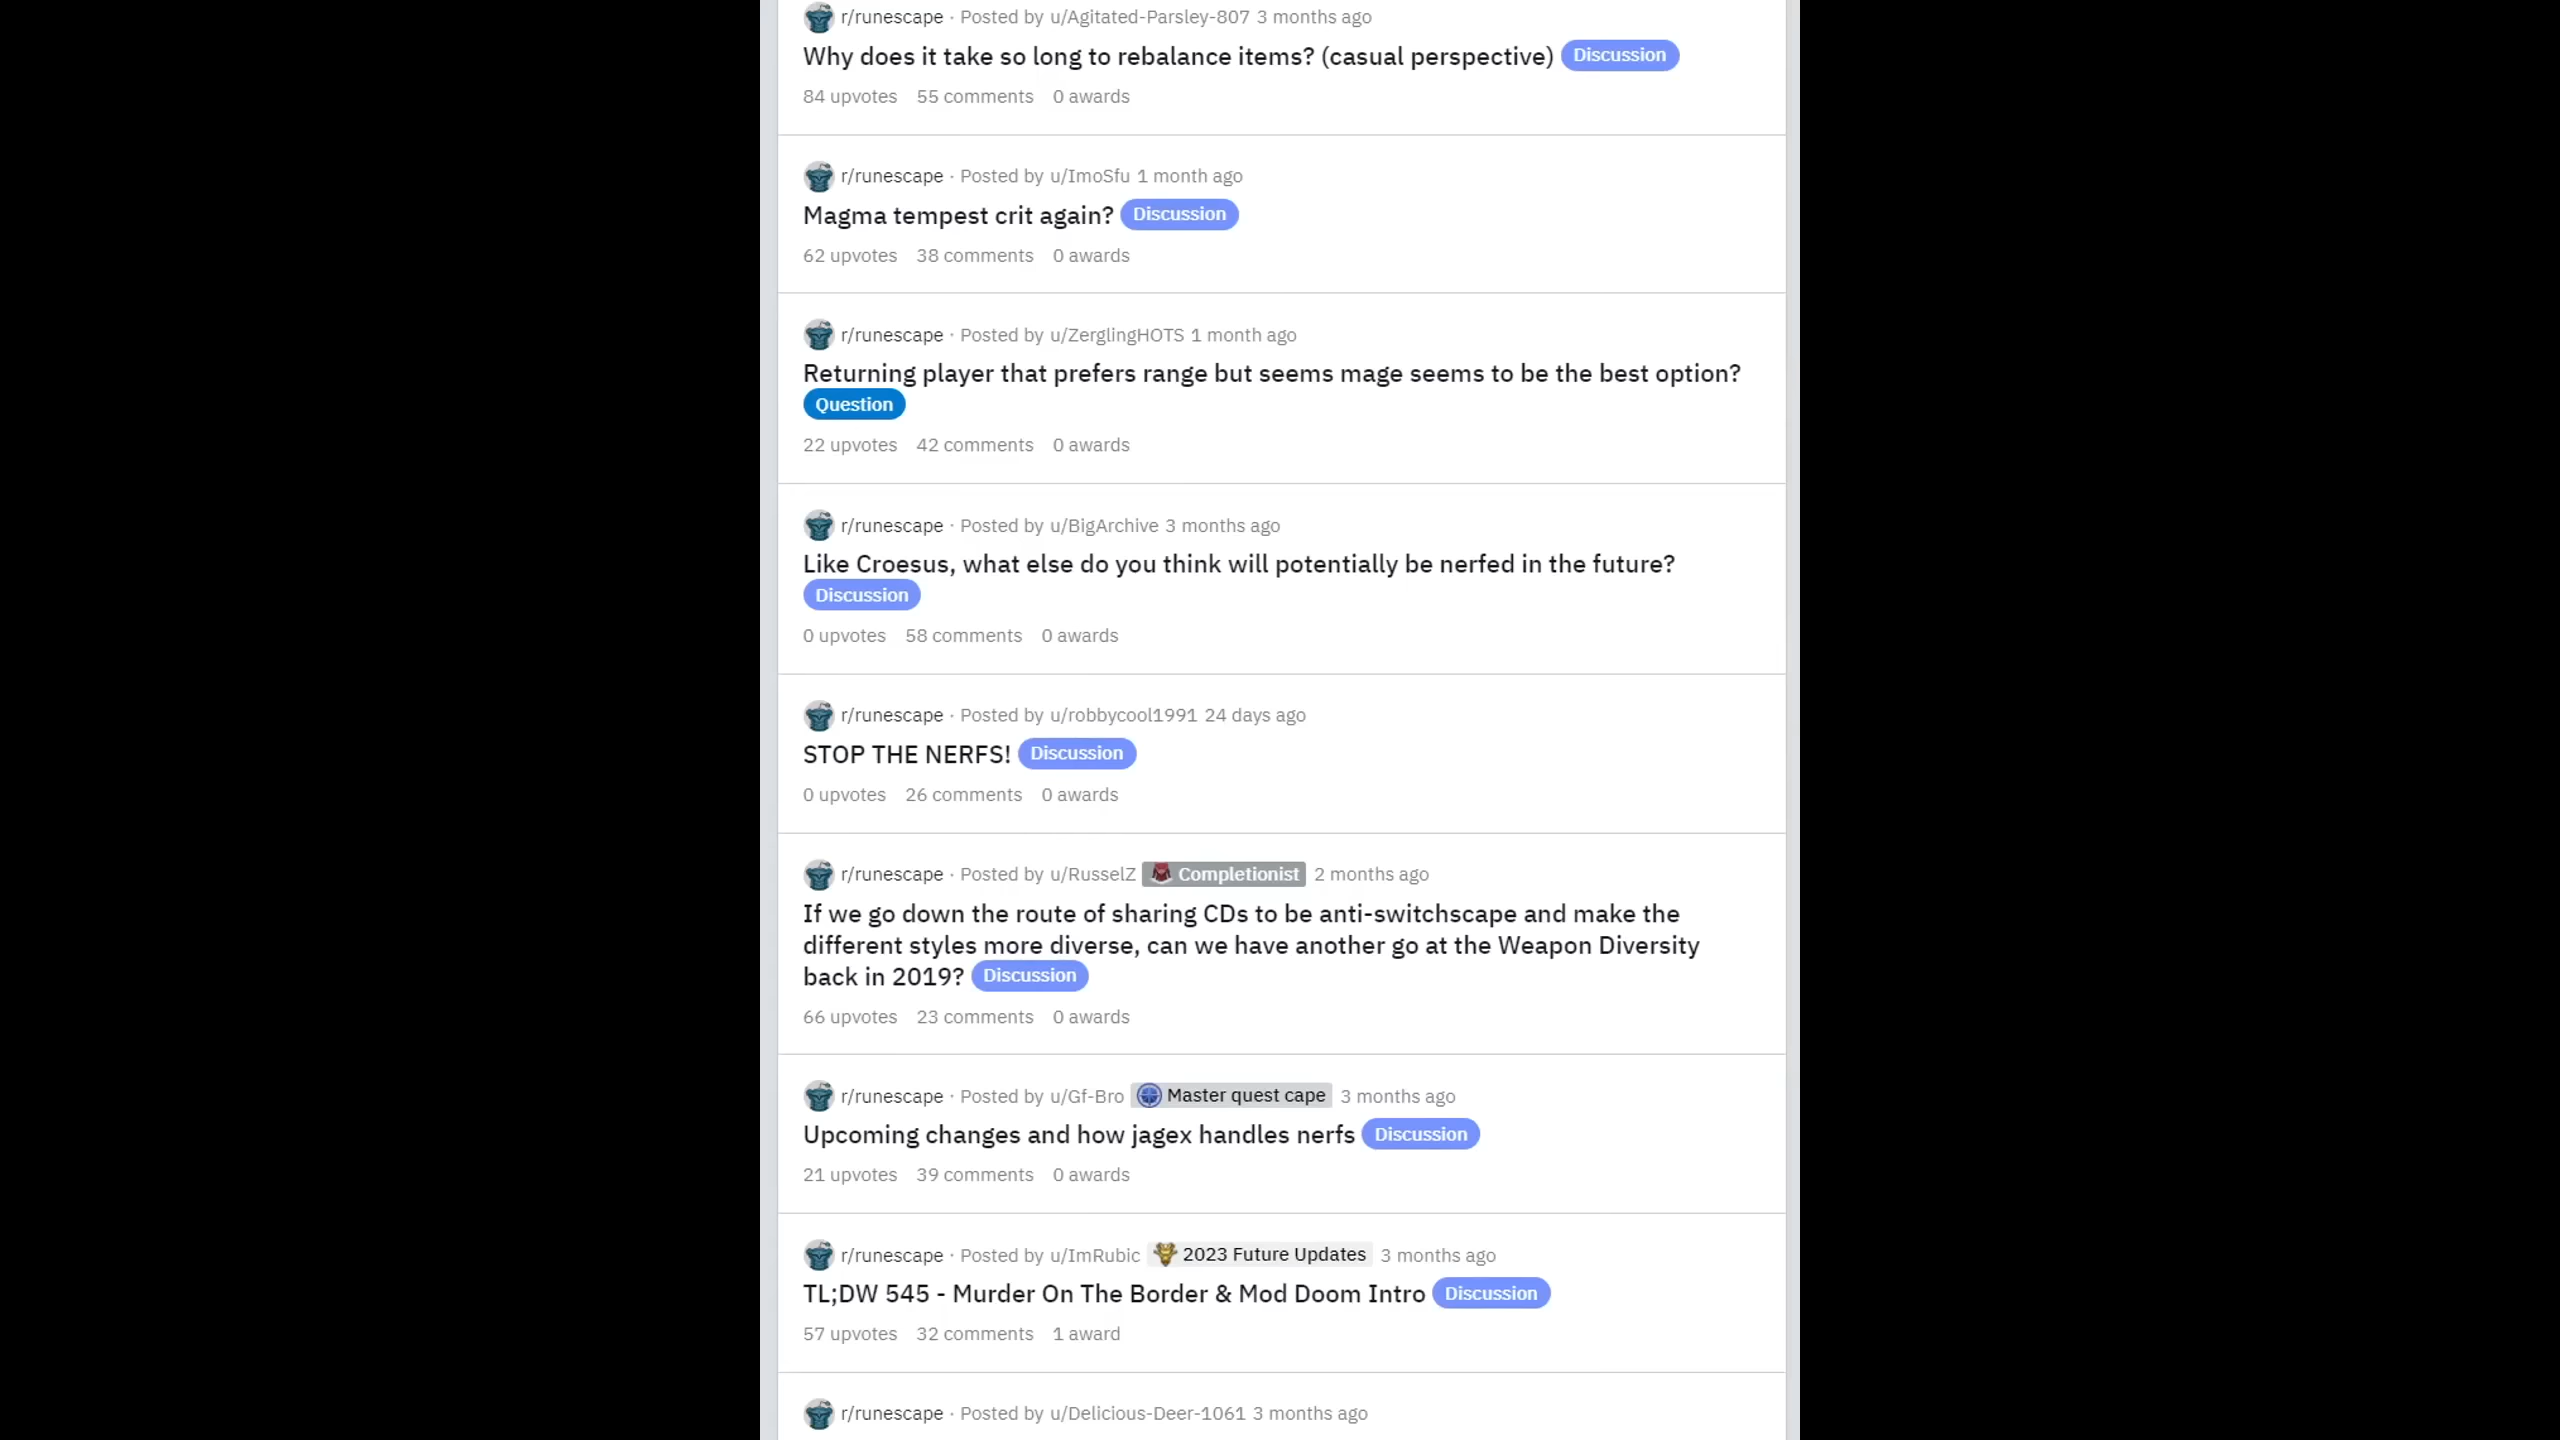 r/runescape · Posted by u/Agitated-Parsley-807 3 months ago
Why does it take so long to rebalance items? (casual perspective) Discussion
84 upvotes 55 comments 0 awards
r/runescape · Posted by u/ImoSfu 1 month ago
Magma tempest crit again? Discussion
62 upvotes 38 comments 0 awards
r/runescape · Posted by u/ZerglingHOTS 1 month ago
Returning player that prefers range but seems mage seems to be the best option?
Question
22 upvotes 42 comments 0 awards
r/runescape · Posted by u/BigArchive 3 months ago
Like Croesus, what else do you think will potentially be nerfed in the future?
Discussion
0 upvotes 58 comments 0 awards
r/runescape · Posted by u/robbycool1991 24 days ago
STOP THE NERFS! Discussion
0 upvotes 26 comments 0 awards
r/runescape · Posted by u/RusselZ Completionist 2 months ago
If we go down the route of sharing CDs to be anti-switchscape and make the
different styles more diverse, can we have another go at the Weapon Diversity
back in 2019? Discussion
66 upvotes 23 comments 0 awards
r/runescape · Posted by u/Gf-Bro Master quest cape 3 months ago
Upcoming changes and how jagex handles nerfs Discussion
21 upvotes 39 comments 0 awards
r/runescape · Posted by u/ImRubic 2023 Future Updates 3 months ago
TL;DW 545 - Murder On The Border & Mod Doom Intro Discussion
57 upvotes 32 comments 1 award
r/runescape · Posted by u/Delicious-Deer-1061 3 months ago